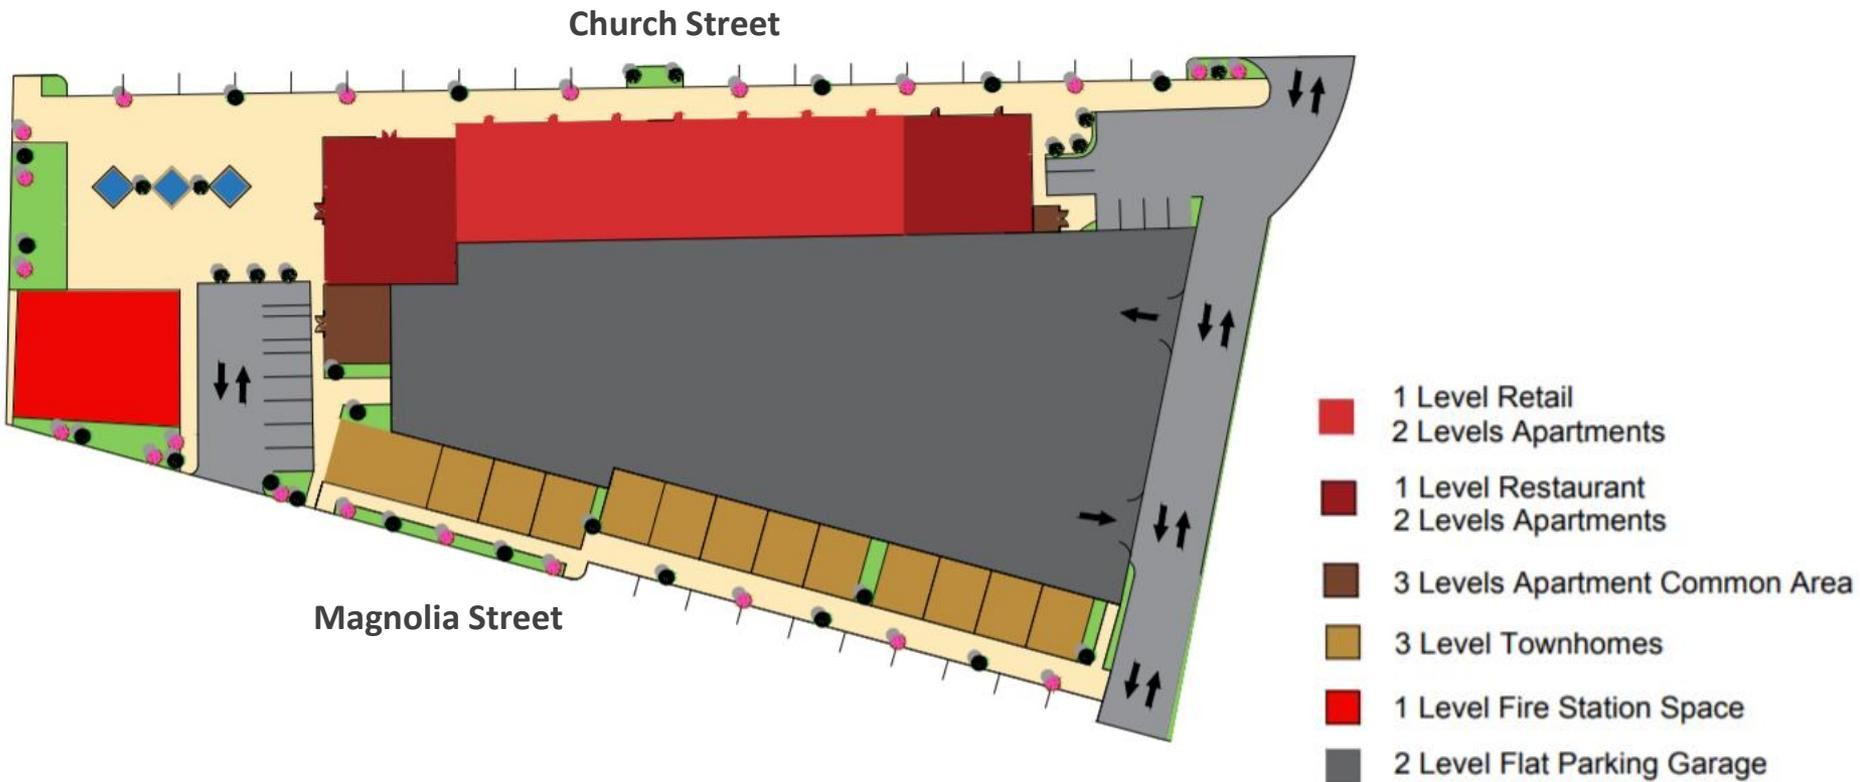 Church Street
Magnolia Street
1 Level Retail
2 Levels Apartments
1 Level Restaurant
2 Levels Apartments
3 Levels Apartment Common Area
3 Level Townhomes
1 Level Fire Station Space
2 Level Flat Parking Garage